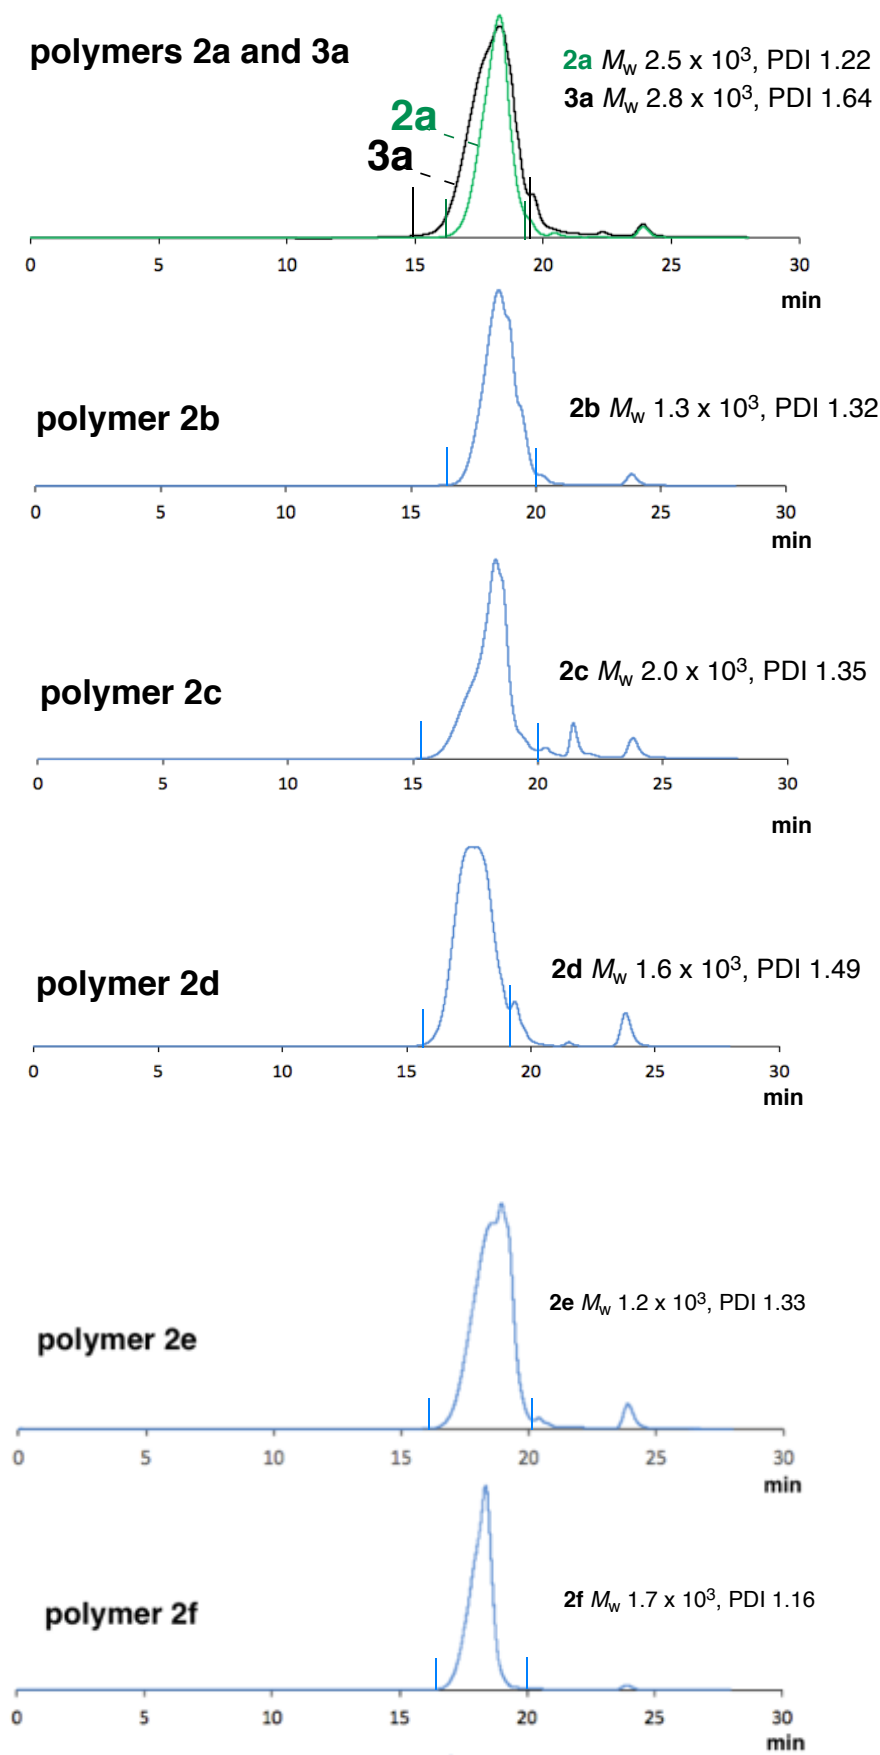 polymers 2a and 3a
2a Mw 2.5 x 10³, PDI 1.22
3a Mw 2.8 x 10³, PDI 1.64
2a
3a
0 5 10 15 20 25 30
min
polymer 2b
2b Mw 1.3 x 10³, PDI 1.32
0 5 10 15 20 25 30
min
polymer 2c
2c Mw 2.0 x 10³, PDI 1.35
0 5 10 15 20 25 30
min
polymer 2d
2d Mw 1.6 x 10³, PDI 1.49
0 5 10 15 20 25 30
min
polymer 2e
2e Mw 1.2 x 10³, PDI 1.33
0 5 10 15 20 25 30
min
polymer 2f
2f Mw 1.7 x 10³, PDI 1.16
0 5 10 15 20 25 30
min